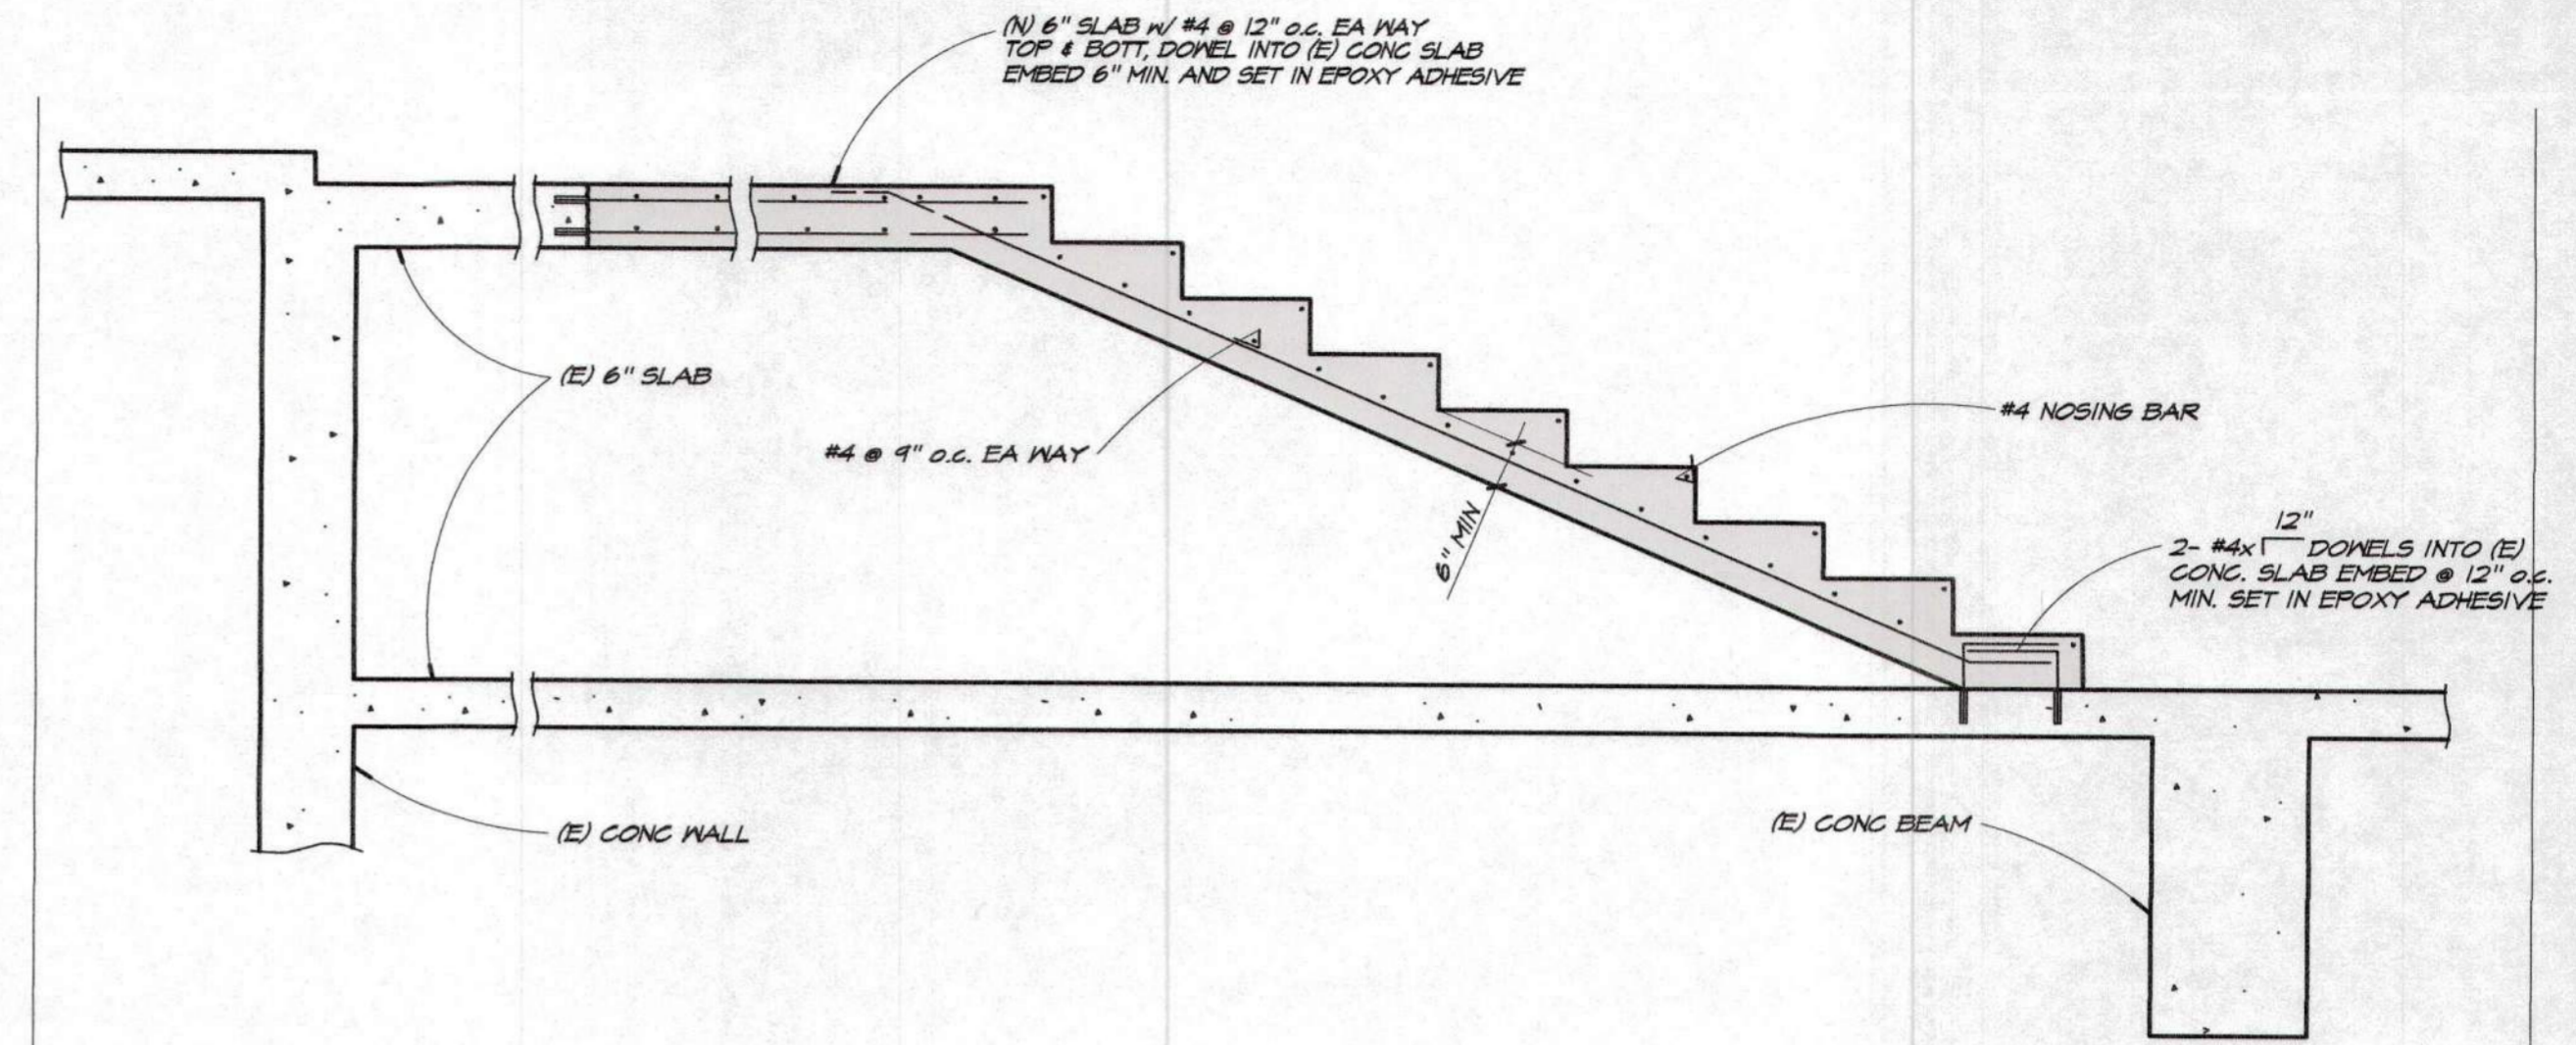 (N) 6" SLAB W/ #4 @ 12" O.C. EA WAY
TOP & BOTT, DOWEL INTO (E) CONC SLAB
EMBED 6" MIN. AND SET IN EPOXY ADHESIVE
(E) 6" SLAB
#4 @ 9" O.C. EA WAY
#4 NOSING BAR
6" MIN
12"
2- #4x DOWELS INTO (E)
CONC. SLAB EMBED @ 12" O.C.
MIN. SET IN EPOXY ADHESIVE
(E) CONC WALL
(E) CONC BEAM